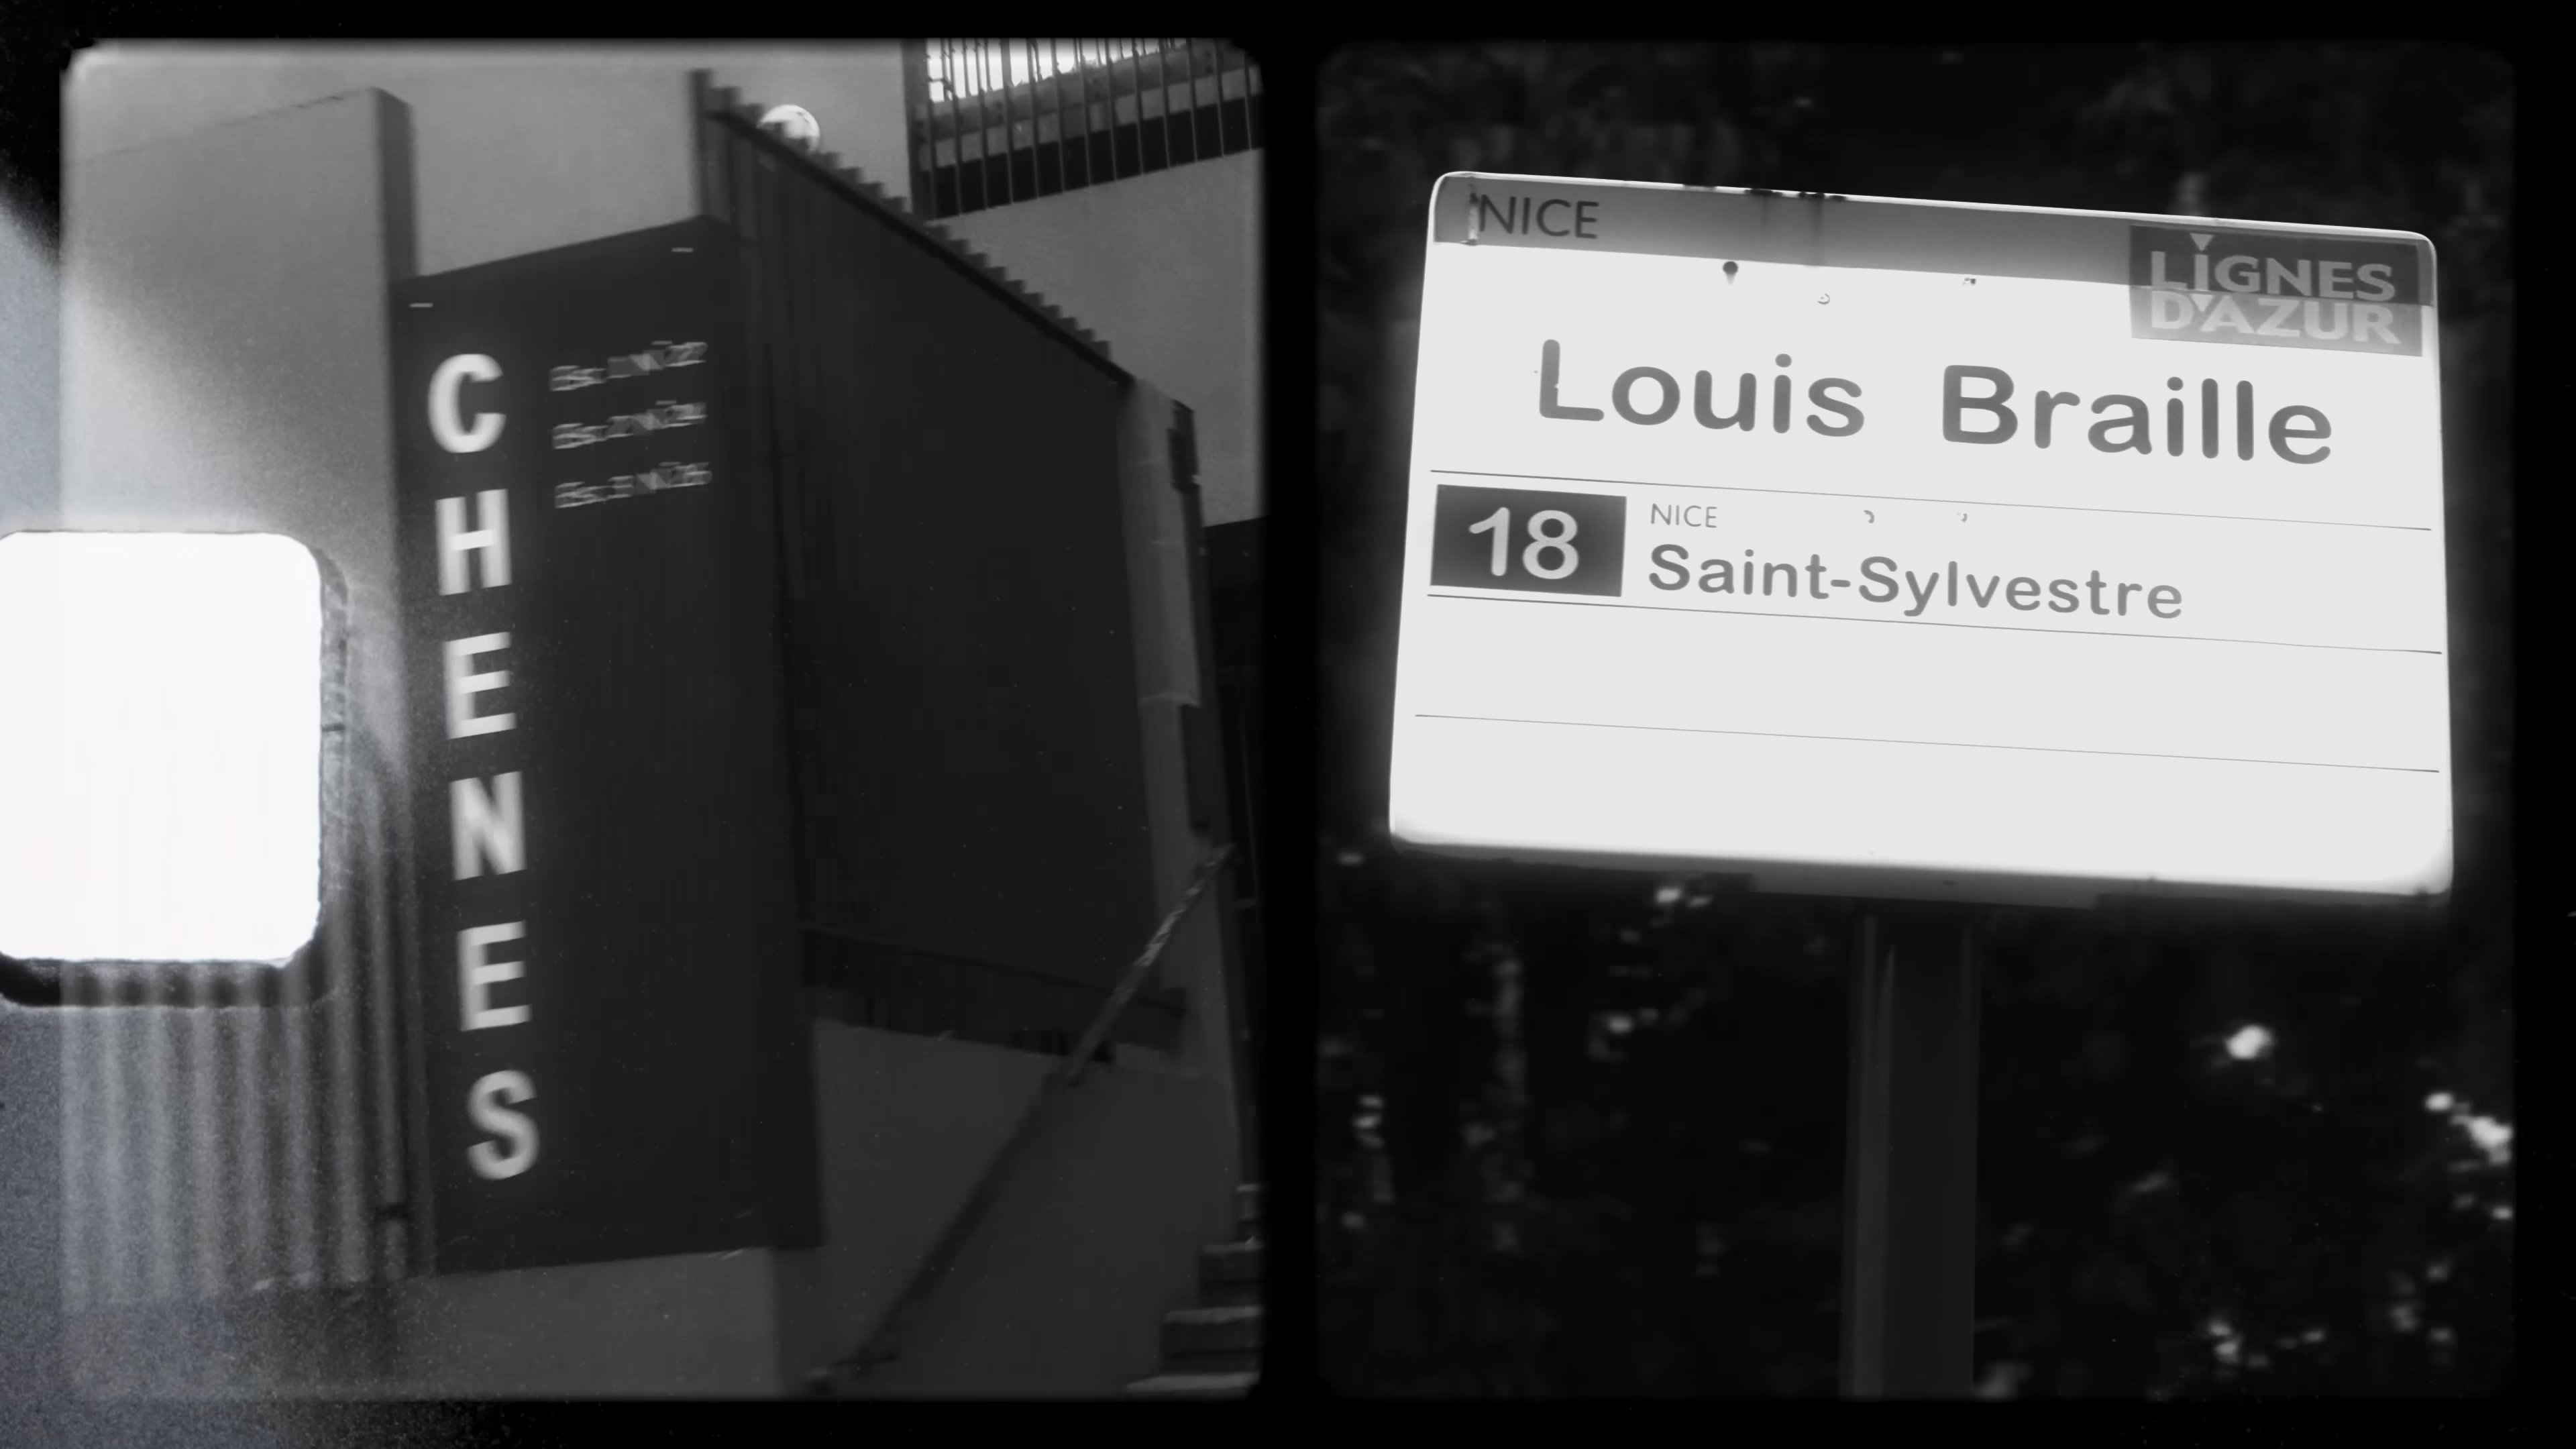 CHENES
NICE
LIGNES
D'AZUR
Louis Braille
18 NICE
Saint-Sylvestre